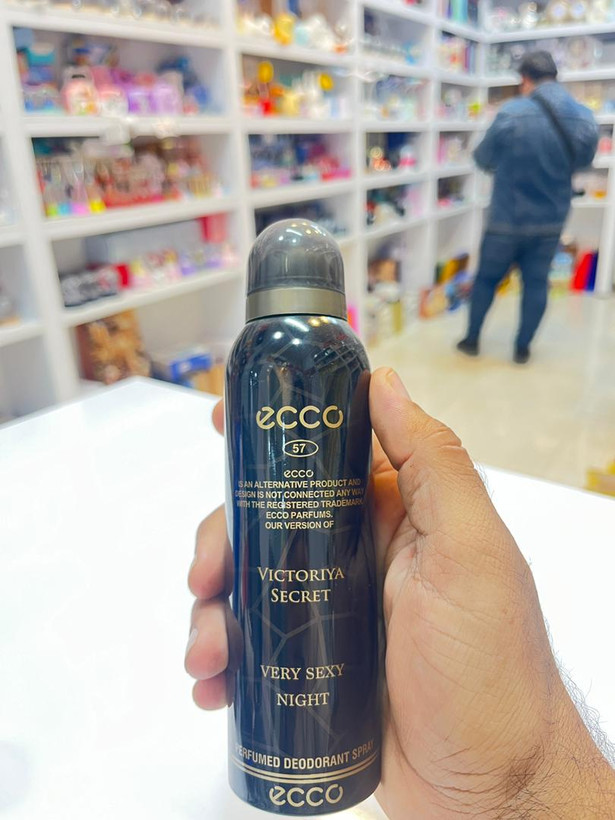 ecco
57
ecco
IS AN ALTERNATIVE PRODUCT AND
DESIGN IS NOT CONNECTED ANY WAY
WITH THE REGISTERED TRADEMARK
ECCO PARFUMS.
OUR VERSION OF
VICTORIYA
SECRET
VERY SEXY
NIGHT
PERFUMED DEODORANT SPRAY
ecco